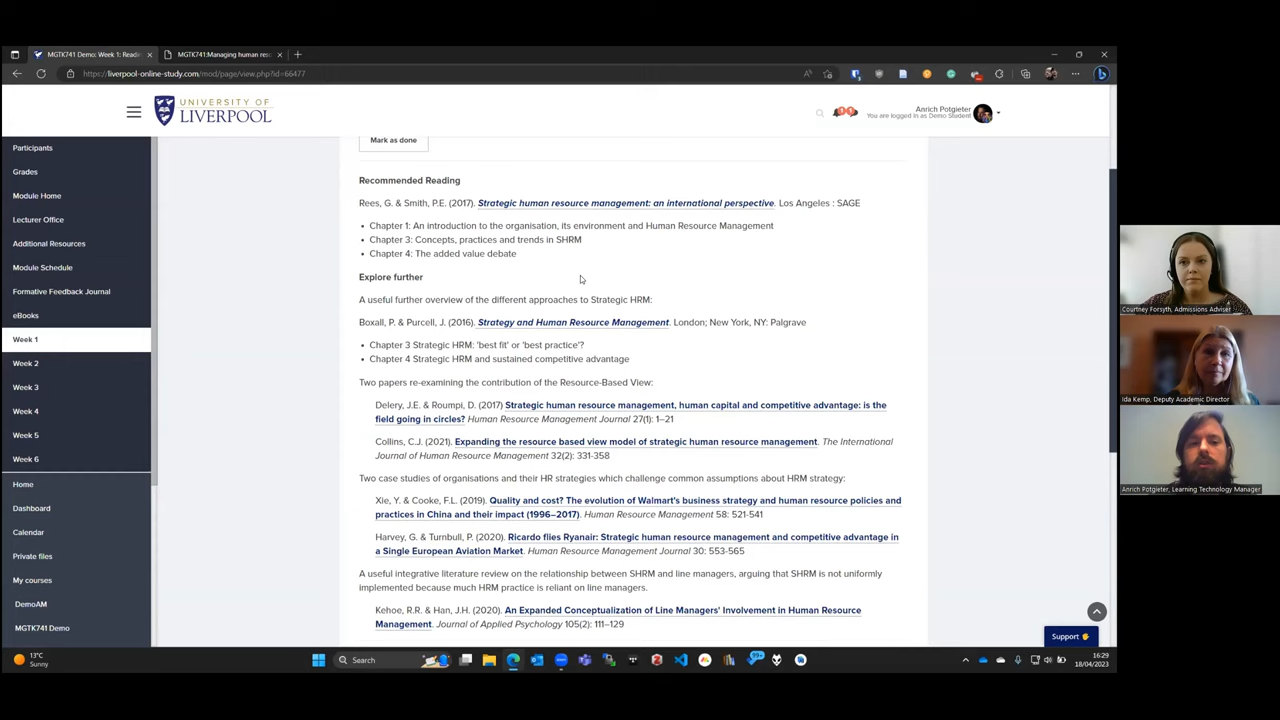 MGTK741 Demo: Week 1: Readi
MGTK741:Managing human res
https://liverpool-online-study.com/mod/page/view.php?id=66477
UNIVERSITY OF
LIVERPOOL
Anrich Potgieter
You are logged in as Demo Student
Participants
Grades
Module Home
Lecturer Office
Additional Resources
Module Schedule
Formative Feedback Journal
eBooks
Week 1
Week 2
Week 3
Week 4
Week 5
Week 6
Home
Dashboard
Calendar
Private files
My courses
DemoAM
MGTK741 Demo
Mark as done
Recommended Reading
Rees, G. & Smith, P.E. (2017). Strategic human resource management: an international perspective. Los Angeles : SAGE
• Chapter 1: An introduction to the organisation, its environment and Human Resource Management
• Chapter 3: Concepts, practices and trends in SHRM
• Chapter 4: The added value debate
Explore further
A useful further overview of the different approaches to Strategic HRM:
Boxall, P. & Purcell, J. (2016). Strategy and Human Resource Management. London; New York, NY: Palgrave
• Chapter 3 Strategic HRM: 'best fit' or 'best practice'?
• Chapter 4 Strategic HRM and sustained competitive advantage
Two papers re-examining the contribution of the Resource-Based View:
Delery, J.E. & Roumpi, D. (2017) Strategic human resource management, human capital and competitive advantage: is the
field going in circles? Human Resource Management Journal 27(1): 1–21
Collins, C.J. (2021). Expanding the resource based view model of strategic human resource management. The International
Journal of Human Resource Management 32(2): 331-358
Two case studies of organisations and their HR strategies which challenge common assumptions about HRM strategy:
Xie, Y. & Cooke, F.L. (2019). Quality and cost? The evolution of Walmart's business strategy and human resource policies and
practices in China and their impact (1996–2017). Human Resource Management 58: 521-541
Harvey, G. & Turnbull, P. (2020). Ricardo flies Ryanair: Strategic human resource management and competitive advantage in
a Single European Aviation Market. Human Resource Management Journal 30: 553-565
A useful integrative literature review on the relationship between SHRM and line managers, arguing that SHRM is not uniformly
implemented because much HRM practice is reliant on line managers.
Kehoe, R.R. & Han, J.H. (2020). An Expanded Conceptualization of Line Managers' Involvement in Human Resource
Management. Journal of Applied Psychology 105(2): 111–129
Support
Courtney Forsyth, Admissions Adviser
Ida Kemp, Deputy Academic Director
Anrich Potgieter, Learning Technology Manager
13°C
Sunny
Search
99+
16:29
18/04/2023